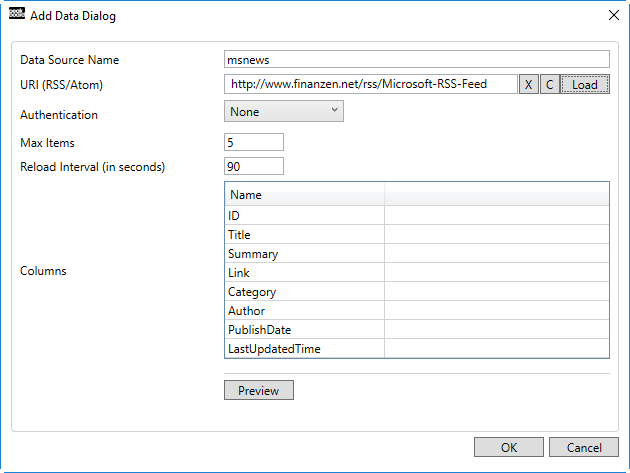 peak board Add Data Dialog
Data Source Name msnews
URI (RSS/Atom) http://www.finanzen.net/rss/Microsoft-RSS-Feed X C Load
Authentication None
Max Items 5
Reload Interval (in seconds) 90
Name
ID
Title
Summary
Link
Columns
Category
Author
PublishDate
LastUpdatedTime
Preview
OK Cancel